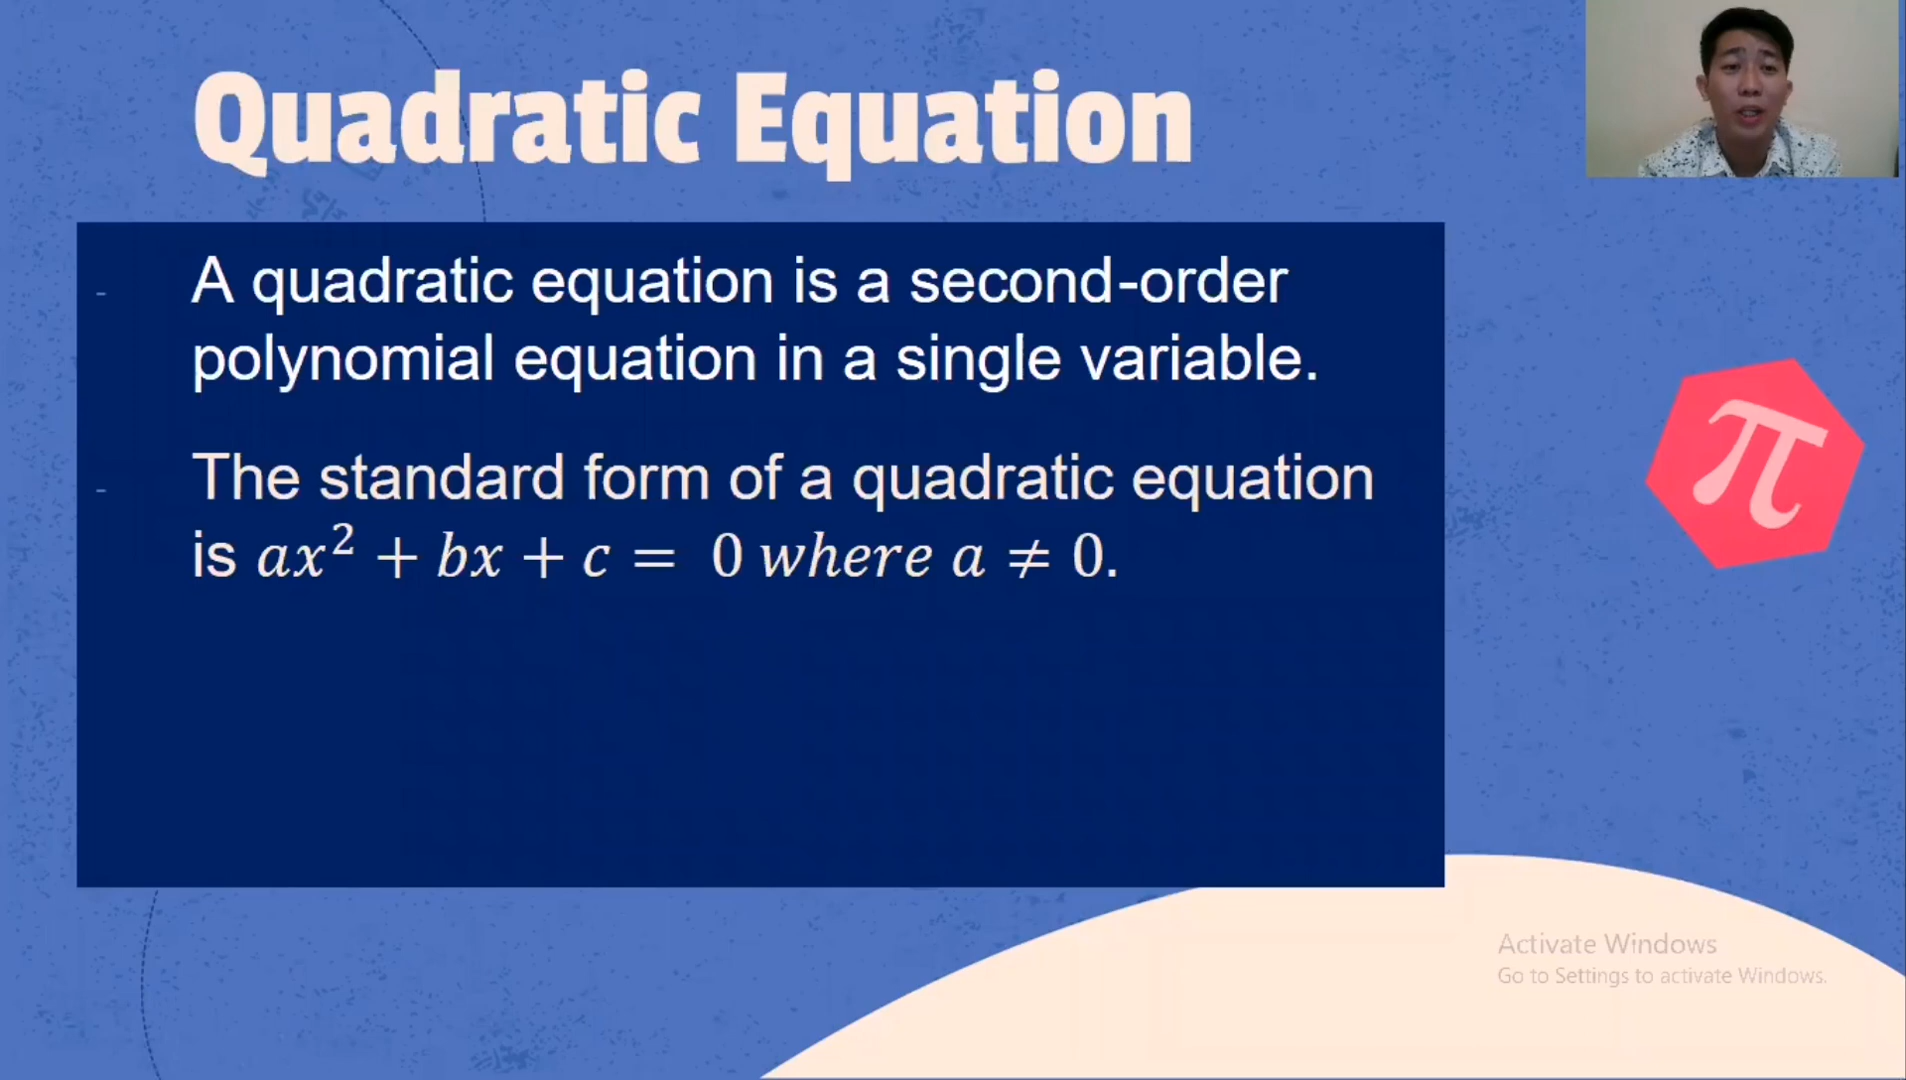 Quadratic Equation
- A quadratic equation is a second-order
polynomial equation in a single variable.
- The standard form of a quadratic equation
is ax² + bx + c = 0 where a ≠ 0.
π
Activate Windows
Go to Settings to activate Windows.